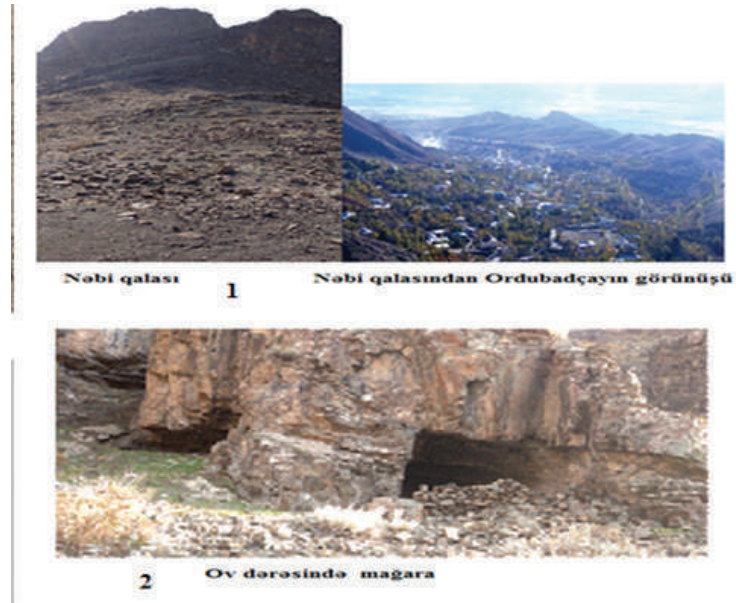 Nəbi qalası
Nəbi qalasından Ordubadçayın görünüşü
1
Ov dərəsində mağara
2